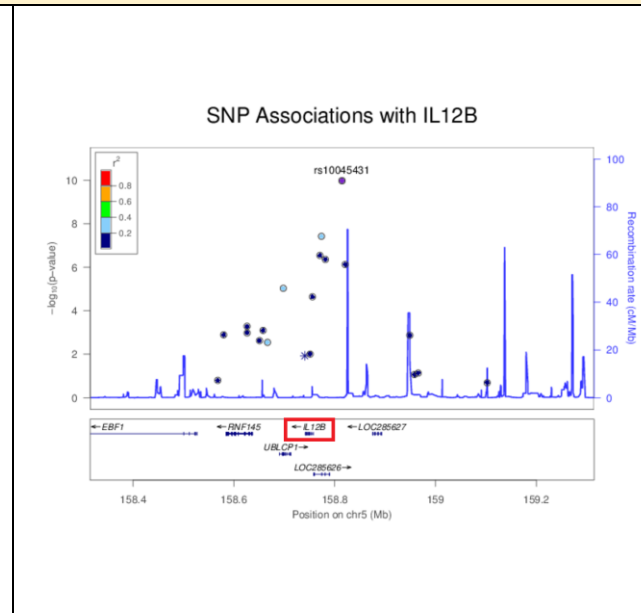 SNP Associations with IL12B
rs10045431
r²
0.8
0.6
0.4
0.2
10
8
6
4
2
0
−log₁₀(p−value)
100
80
60
40
20
0
Recombination rate (cM/Mb)
←EBF1
←RNF145
←IL12B
←LOC285627
UBLCP1→
LOC285626→
158.4 158.6 158.8 159 159.2
Position on chr5 (Mb)